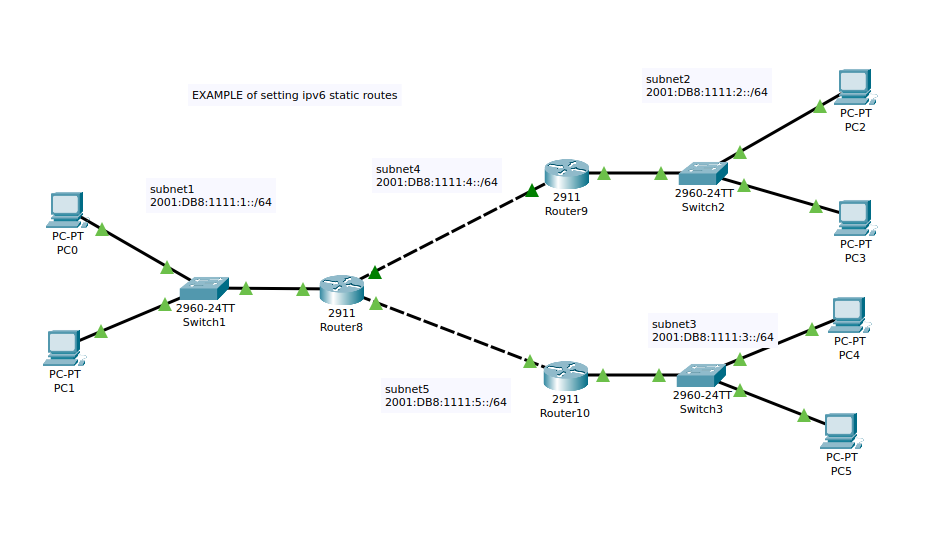 EXAMPLE of setting ipv6 static routes
subnet2
2001:DB8:1111:2::/64
PC-PT
PC2
subnet4
2001:DB8:1111:4::/64
2911
Router9
2960-24TT
Switch2
subnet1
2001:DB8:1111:1::/64
PC-PT
PC0
PC-PT
PC3
2960-24TT
Switch1
2911
Router8
subnet3
2001:DB8:1111:3::/64
PC-PT
PC4
PC-PT
PC1
subnet5
2001:DB8:1111:5::/64
2911
Router10
2960-24TT
Switch3
PC-PT
PC5